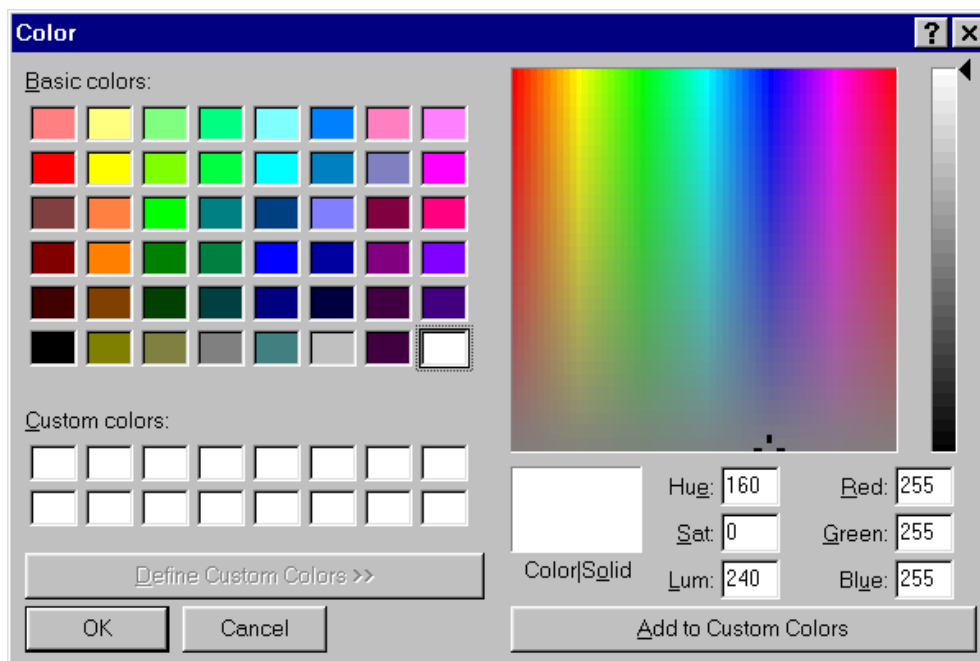 Color
Basic colors:
Custom colors:
Define Custom Colors >>
OK
Cancel
Color|Solid
Hue: 160
Sat: 0
Lum: 240
Red: 255
Green: 255
Blue: 255
Add to Custom Colors